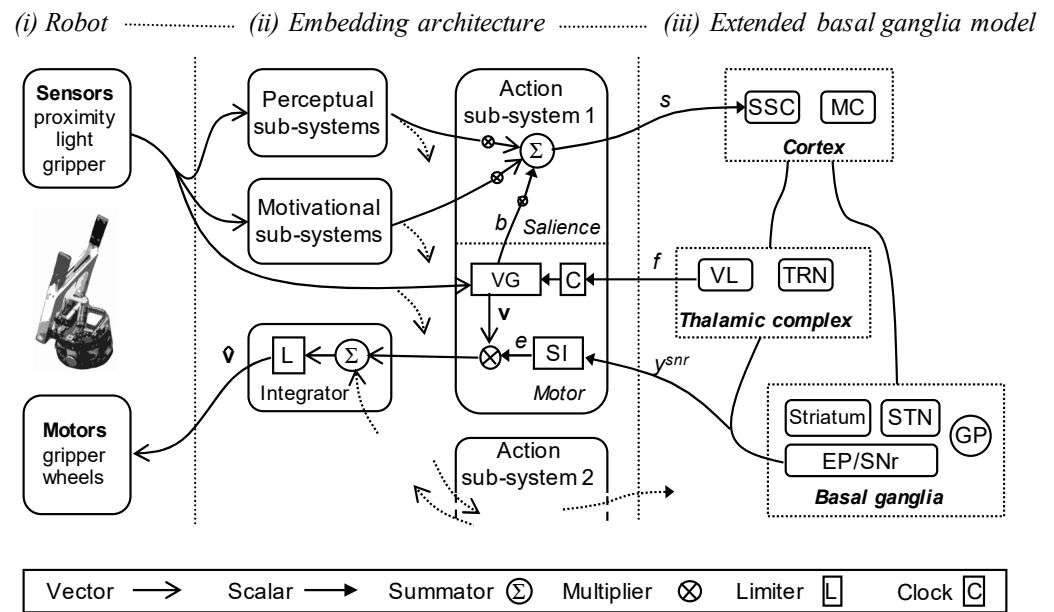 (i) Robot (ii) Embedding architecture (iii) Extended basal ganglia model
Sensors
proximity
light
gripper
Perceptual
sub-systems
Motivational
sub-systems
Action
sub-system 1
Σ
b
Salience
s
SSC
MC
Cortex
VG
C
f
VL
TRN
Thalamic complex
v
e
SI
Motor
y^snr
v̂
L
Σ
Integrator
Motors
gripper
wheels
Action
sub-system 2
Striatum
STN
GP
EP/SNr
Basal ganglia
Vector Scalar Summator Σ Multiplier ⊗ Limiter L Clock C